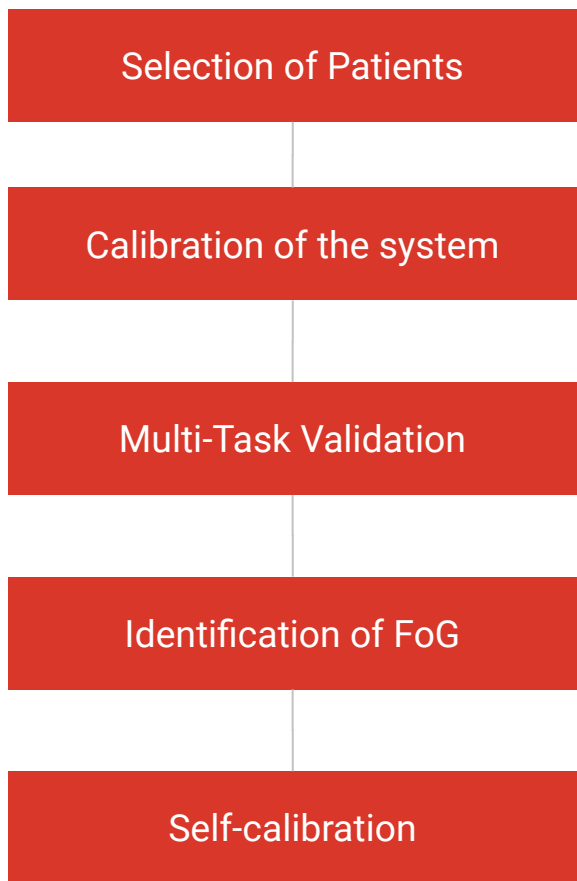 Selection of Patients
Calibration of the system
Multi-Task Validation
Identification of FoG
Self-calibration